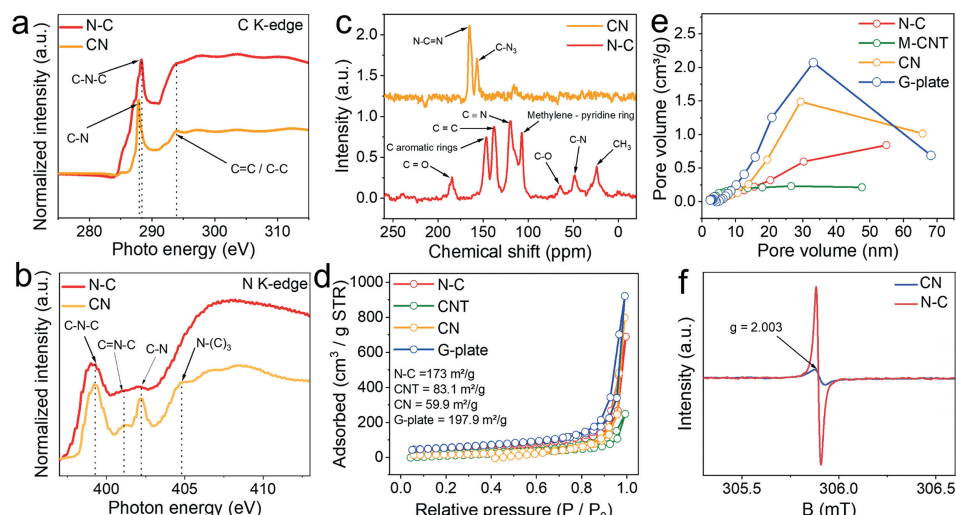 a
C K-edge
N-C
CN
C-N-C
C-N
C=C / C-C
Normalized intensity (a.u.)
280 290 300 310
Photo energy (eV)
b
N K-edge
N-C
CN
C-N-C
C=N-C
C-N
N-(C)₃
Normalized intensity (a.u.)
400 405 410
Photon energy (eV)
c
CN
N-C
N-C=N
C-N₃
C = N
C = C
Methylene - pyridine ring
C aromatic rings
C = O
C-O
C-N
CH₃
Intensity (a.u.)
2.0
1.5
1.0
0.5
0.0
250 200 150 100 50 0
Chemical shift (ppm)
d
N-C
CNT
CN
G-plate
N-C =173 m²/g
CNT = 83.1 m²/g
CN = 59.9 m²/g
G-plate = 197.9 m²/g
Adsorbed (cm³ / g STR)
1000
800
600
400
200
0
0.0 0.2 0.4 0.6 0.8 1.0
Relative pressure (P / P₀)
e
N-C
M-CNT
CN
G-plate
Pore volume (cm³/g)
2.5
2.0
1.5
1.0
0.5
0.0
0 10 20 30 40 50 60 70
Pore volume (nm)
f
CN
N-C
g = 2.003
Intensity (a.u.)
305.5 306.0 306.5
B (mT)